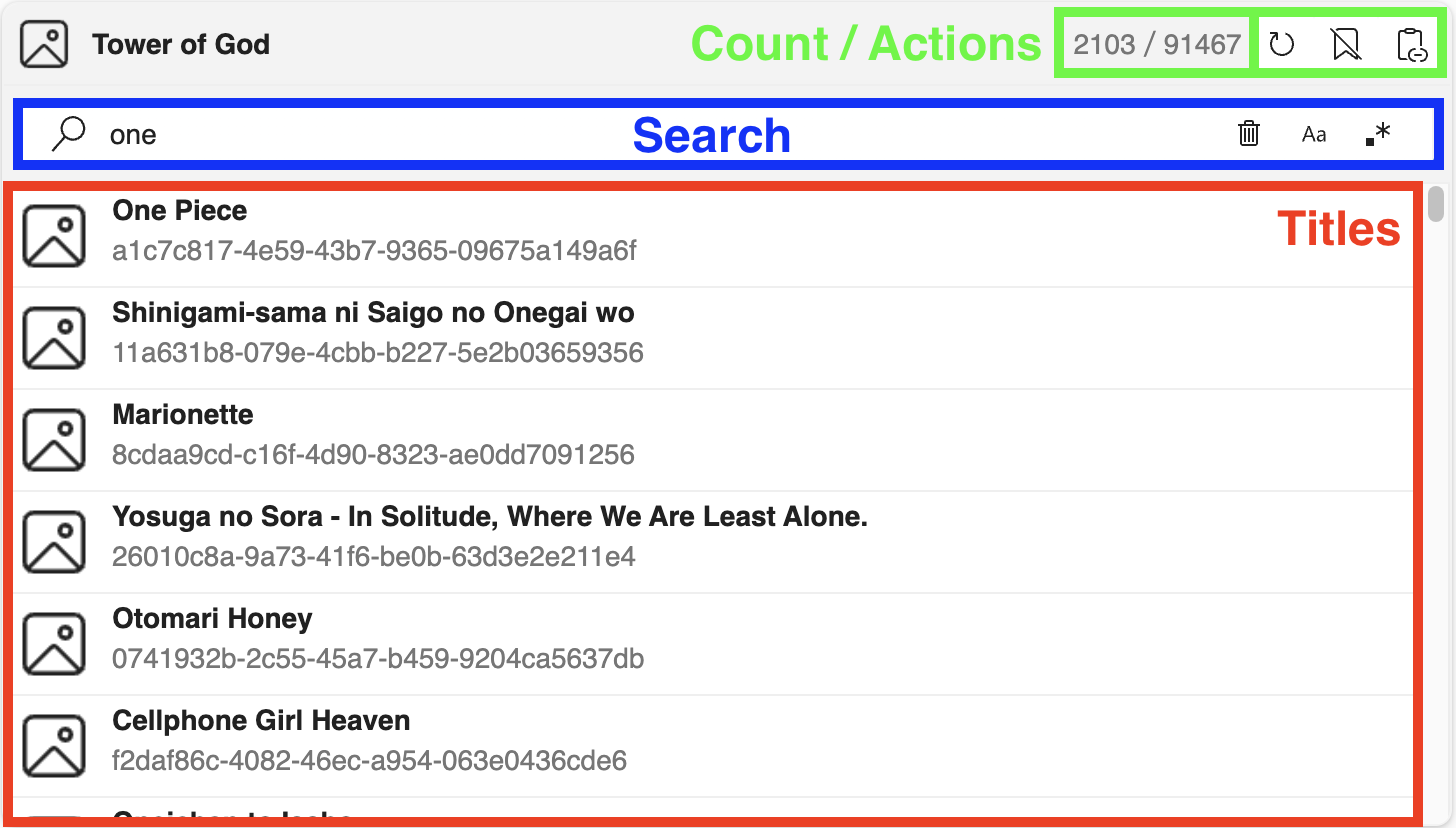 Tower of God
Count / Actions
2103 / 91467
one
Search
Aa
.*
One Piece
Titles
a1c7c817-4e59-43b7-9365-09675a149a6f
Shinigami-sama ni Saigo no Onegai wo
11a631b8-079e-4cbb-b227-5e2b03659356
Marionette
8cdaa9cd-c16f-4d90-8323-ae0dd7091256
Yosuga no Sora - In Solitude, Where We Are Least Alone.
26010c8a-9a73-41f6-be0b-63d3e2e211e4
Otomari Honey
0741932b-2c55-45a7-b459-9204ca5637db
Cellphone Girl Heaven
f2daf86c-4082-46ec-a954-063e0436cde6